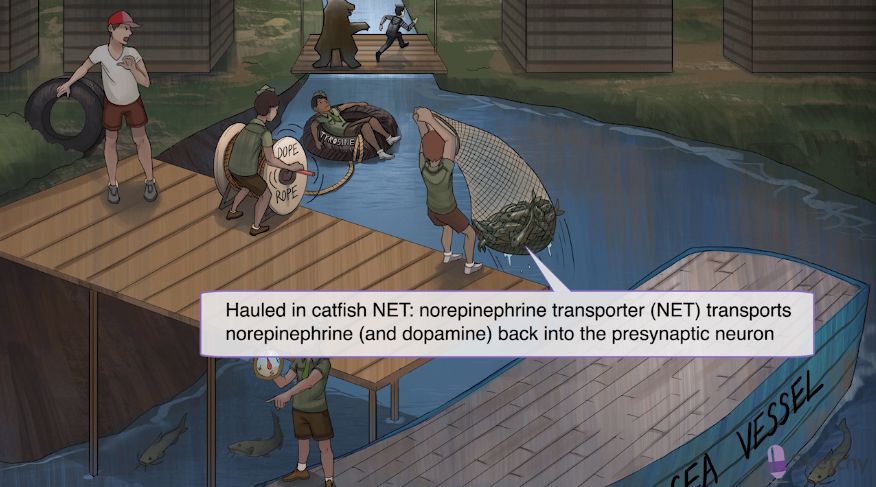 TYROSINE
DOPE
ROPE
Hauled in catfish NET: norepinephrine transporter (NET) transports
norepinephrine (and dopamine) back into the presynaptic neuron
SEA VESSEL